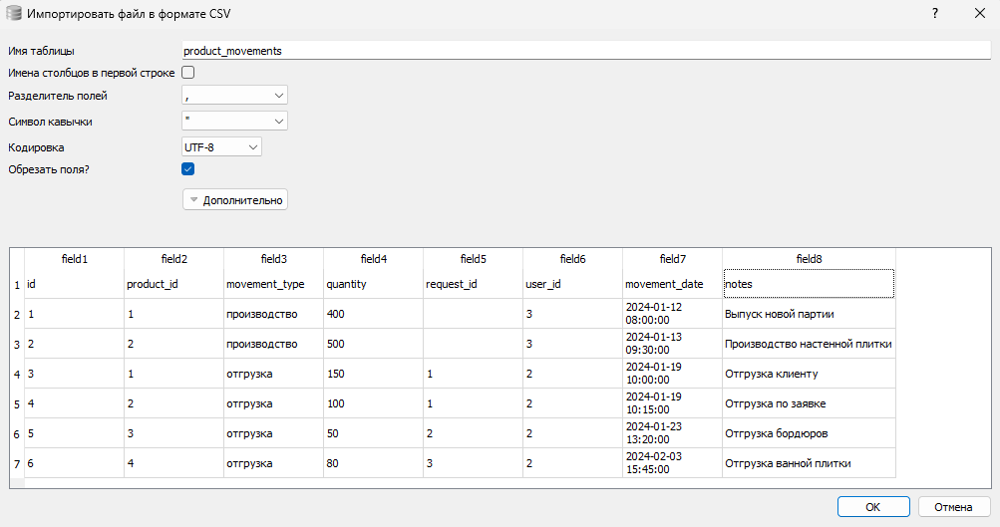 Импортировать файл в формате CSV ?
Имя таблицы product_movements
Имена столбцов в первой строке
Разделитель полей ,
Символ кавычки "
Кодировка UTF-8
Обрезать поля?
Дополнительно
field1 field2 field3 field4 field5 field6 field7 field8
1 id product_id movement_type quantity request_id user_id movement_date notes
2 1 1 производство 400 3 2024-01-12 08:00:00 Выпуск новой партии
3 2 2 производство 500 3 2024-01-13 09:30:00 Производство настенной плитки
4 3 1 отгрузка 150 1 2 2024-01-19 10:00:00 Отгрузка клиенту
5 4 2 отгрузка 100 1 2 2024-01-19 10:15:00 Отгрузка по заявке
6 5 3 отгрузка 50 2 2 2024-01-23 13:20:00 Отгрузка бордюров
7 6 4 отгрузка 80 3 2 2024-02-03 15:45:00 Отгрузка ванной плитки
OK Отмена